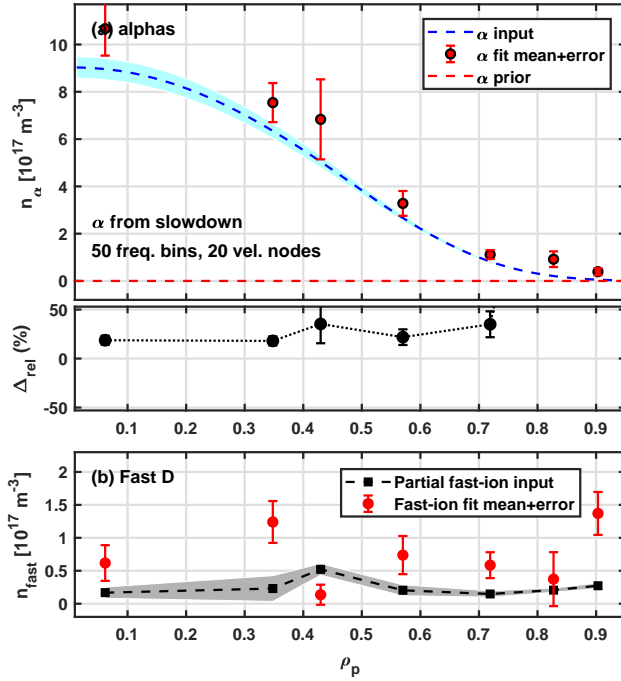 (a) alphas
α input
α fit mean+error
α prior
10
8
6
4
2
0
n_α [10^17 m^-3]
α from slowdown
50 freq. bins, 20 vel. nodes
50
0
-50
Δ_rel (%)
0.1 0.2 0.3 0.4 0.5 0.6 0.7 0.8 0.9
(b) Fast D
Partial fast-ion input
Fast-ion fit mean+error
2
1.5
1
0.5
0
n_fast [10^17 m^-3]
0.1 0.2 0.3 0.4 0.5 0.6 0.7 0.8 0.9
ρ_p